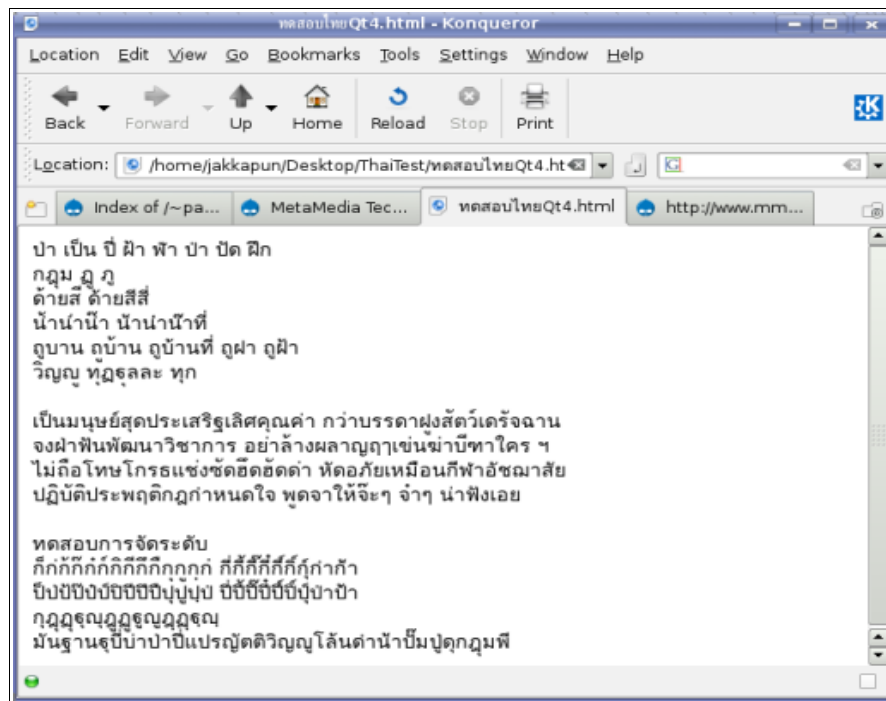 ทดสอบไทยQt4.html - Konqueror
Location Edit View Go Bookmarks Tools Settings Window Help
Back Forward Up Home Reload Stop Print
Location: /home/jakkapun/Desktop/ThaiTest/ทดสอบไทยQt4.ht
Index of /~pa... MetaMedia Tec... ทดสอบไทยQt4.html http://www.mm...
ป่า เป็น ปี่ ฝ้า ฟ้า ป่า ปัด ฝึก
กฎุม ฏุ ภู
ด้ายสี ด้ายสีสี่
น้ำน่ำน๊ำ น้าน่าน๊าที่
ถูบาน ถูบ้าน ถูบ้านที่ ถูฝา ถูฝ้า
วิญญู ทุฏฐุลละ ทุก
เป็นมนุษย์สุดประเสริฐเลิศคุณค่า กว่าบรรดาฝูงสัตว์เดรัจฉาน
จงฝ่าฟันพัฒนาวิชาการ อย่าล้างผลาญฤๅเข่นฆ่าบีฑาใคร ฯ
ไม่ถือโทษโกรธแช่งซัดฮึดฮัดด่า หัดอภัยเหมือนกีฬาอัชฌาสัย
ปฏิบัติประพฤติกฎกำหนดใจ พูดจาให้จ๊ะๆ จ๋าๆ น่าฟังเอย
ทดสอบการจัดระดับ